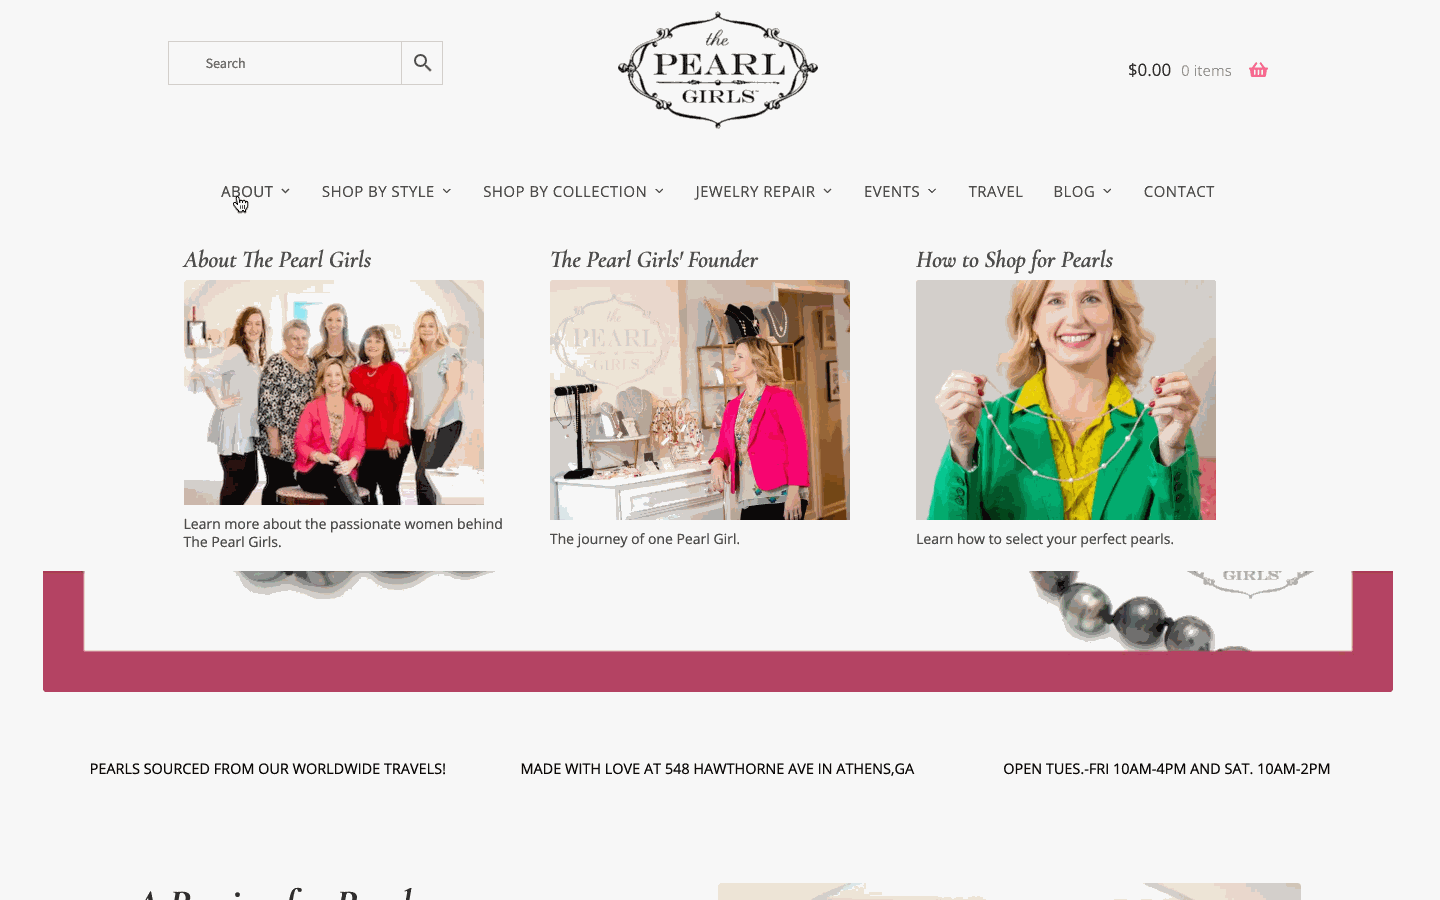 Search
the
PEARL
GIRLS
$0.00 0 items
ABOUT SHOP BY STYLE SHOP BY COLLECTION JEWELRY REPAIR EVENTS TRAVEL BLOG CONTACT
About The Pearl Girls
The Pearl Girls' Founder
How to Shop for Pearls
the
PEARL
GIRLS
Learn more about the passionate women behind
The Pearl Girls.
The journey of one Pearl Girl.
Learn how to select your perfect pearls.
GIRLS
PEARLS SOURCED FROM OUR WORLDWIDE TRAVELS!
MADE WITH LOVE AT 548 HAWTHORNE AVE IN ATHENS,GA
OPEN TUES.-FRI 10AM-4PM AND SAT. 10AM-2PM